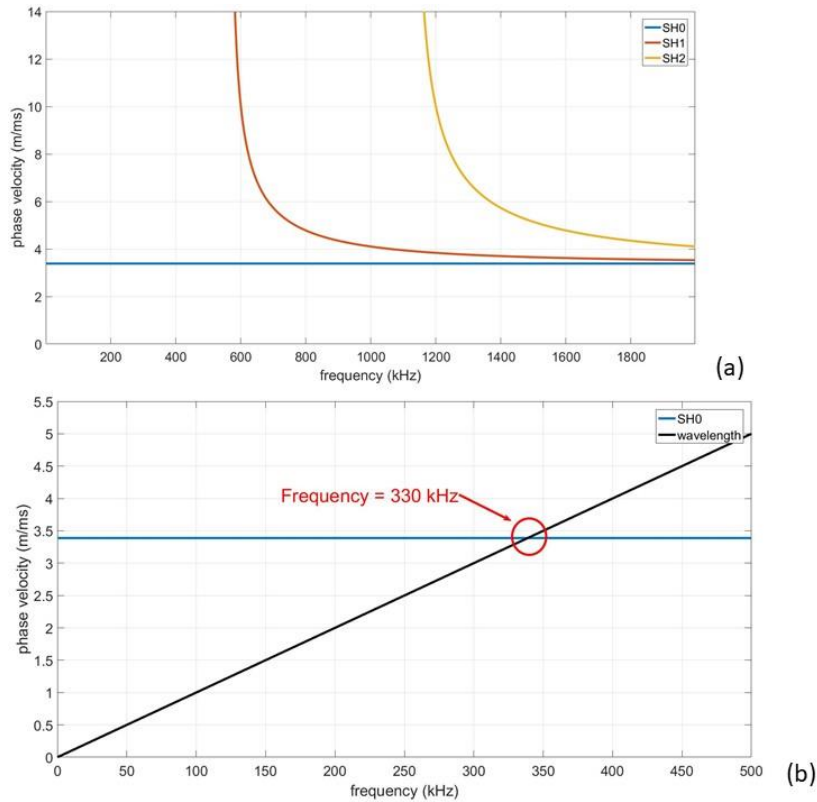 14
12
10
8
6
4
2
0
phase velocity (m/ms)
SH0
SH1
SH2
200 400 600 800 1000 1200 1400 1600 1800
frequency (kHz)
(a)
5.5
5
4.5
4
3.5
3
2.5
2
1.5
1
0.5
0
phase velocity (m/ms)
SH0
wavelength
Frequency = 330 kHz
0 50 100 150 200 250 300 350 400 450 500
frequency (kHz)
(b)